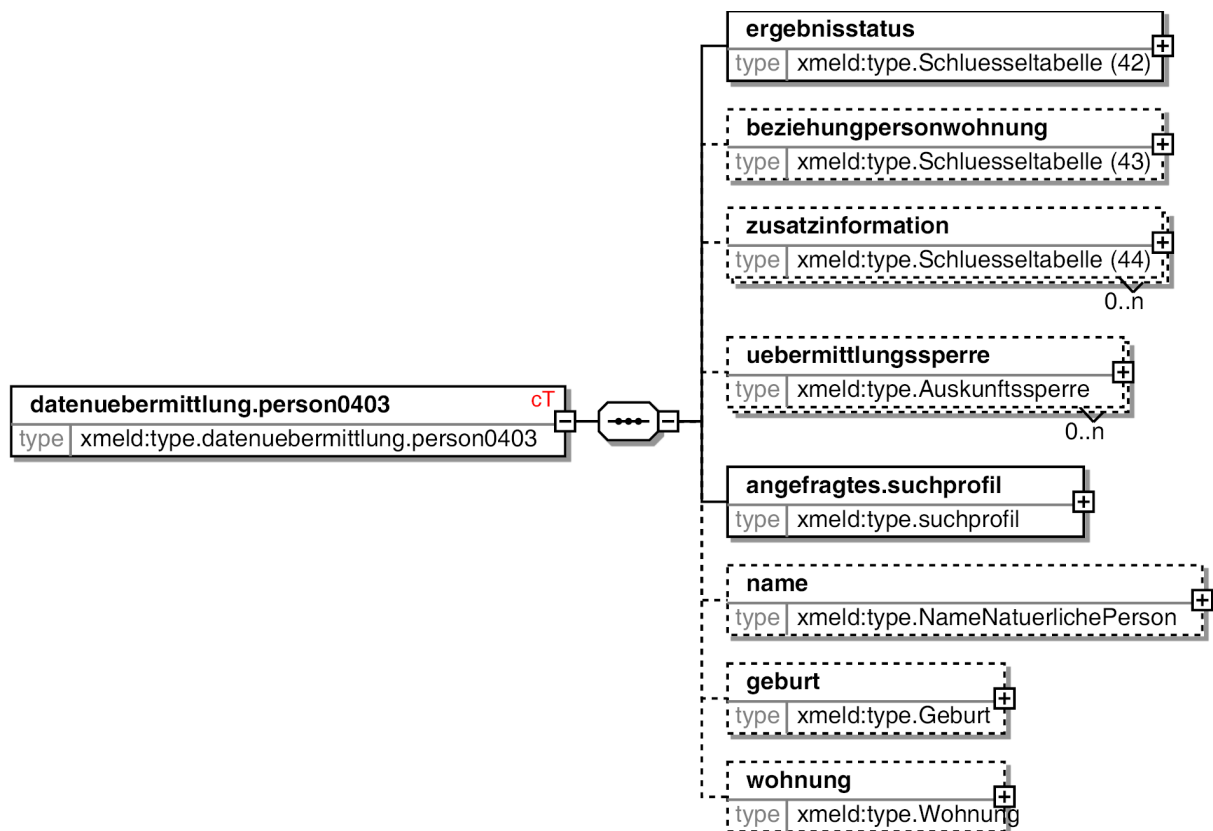 ergebnisstatus
type xmeld:type.Schluesseltabelle (42)
beziehungpersonwohnung
type xmeld:type.Schluesseltabelle (43)
zusatzinformation
type xmeld:type.Schluesseltabelle (44)
0..n
uebermittlungssperre
type xmeld:type.Auskunftssperre
0..n
datenuebermittlung.person0403 cT
type xmeld:type.datenuebermittlung.person0403
angefragtes.suchprofil
type xmeld:type.suchprofil
name
type xmeld:type.NameNatuerlichePerson
geburt
type xmeld:type.Geburt
wohnung
type xmeld:type.Wohnung